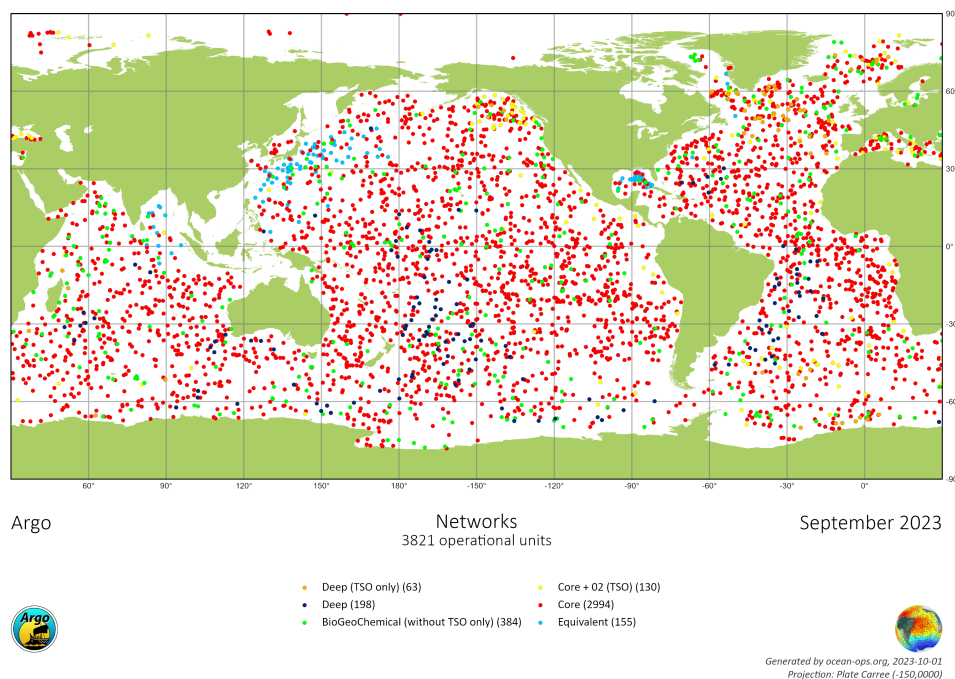 90
60
30
0°
-30
-60
-90
60° 90° 120° 150° 180° -150° -120° -90° -60° -30° 0°
Argo Networks September 2023
3821 operational units
Deep (TSO only) (63) Core + 02 (TSO) (130)
Deep (198) Core (2994)
BioGeoChemical (without TSO only) (384) Equivalent (155)
Argo
Generated by ocean-ops.org, 2023-10-01
Projection: Plate Carree (-150,0000)